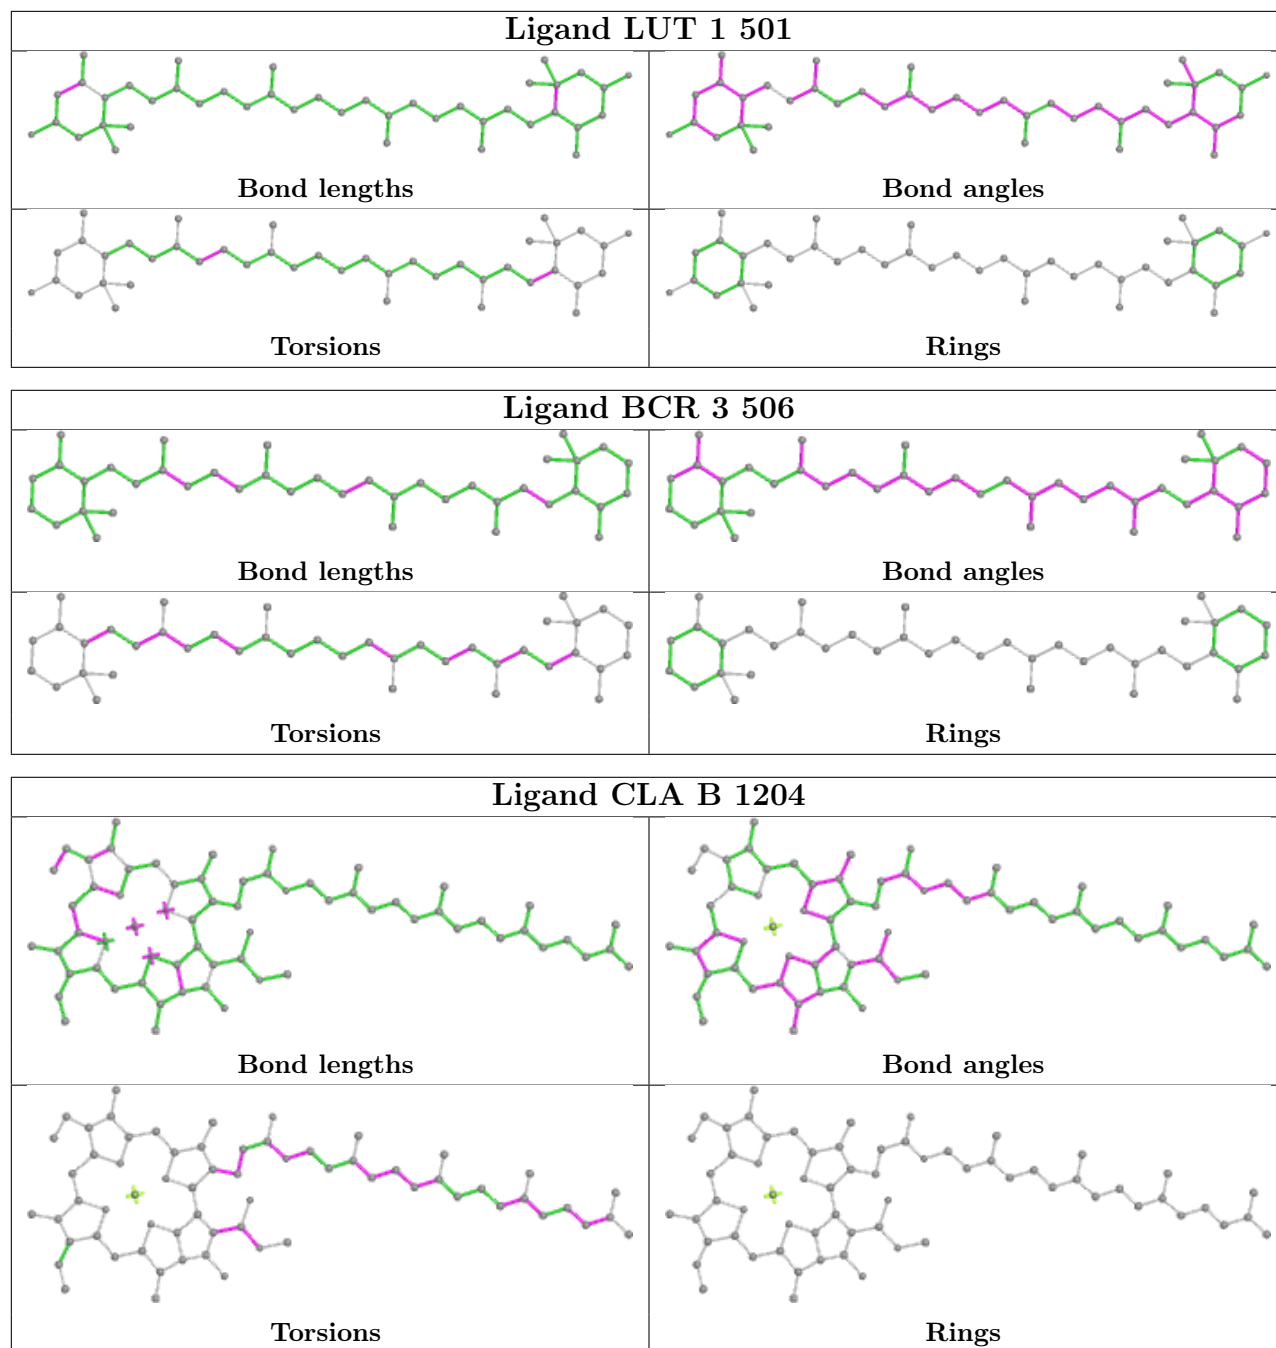 Ligand LUT 1 501
Bond lengths
Bond angles
Torsions
Rings
Ligand BCR 3 506
Bond lengths
Bond angles
Torsions
Rings
Ligand CLA B 1204
Bond lengths
Bond angles
Torsions
Rings